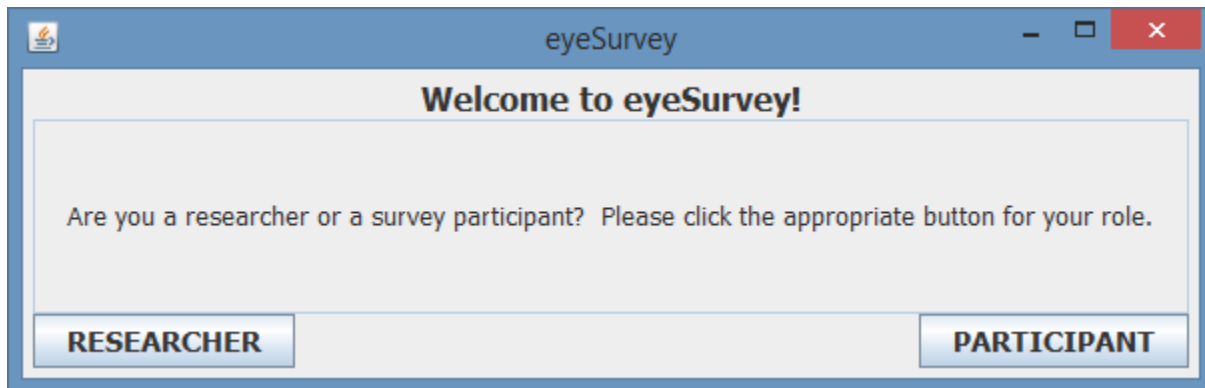 eyeSurvey
Welcome to eyeSurvey!
Are you a researcher or a survey participant?  Please click the appropriate button for your role.
RESEARCHER
PARTICIPANT